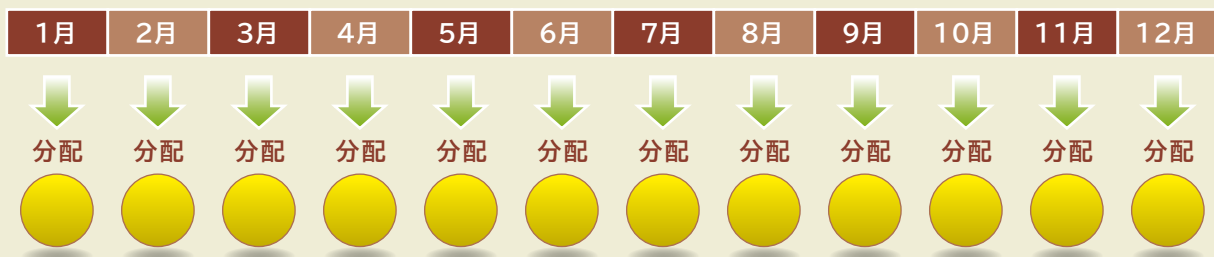 1月 2月 3月 4月 5月 6月 7月 8月 9月 10月 11月 12月
分配 分配 分配 分配 分配 分配 分配 分配 分配 分配 分配 分配